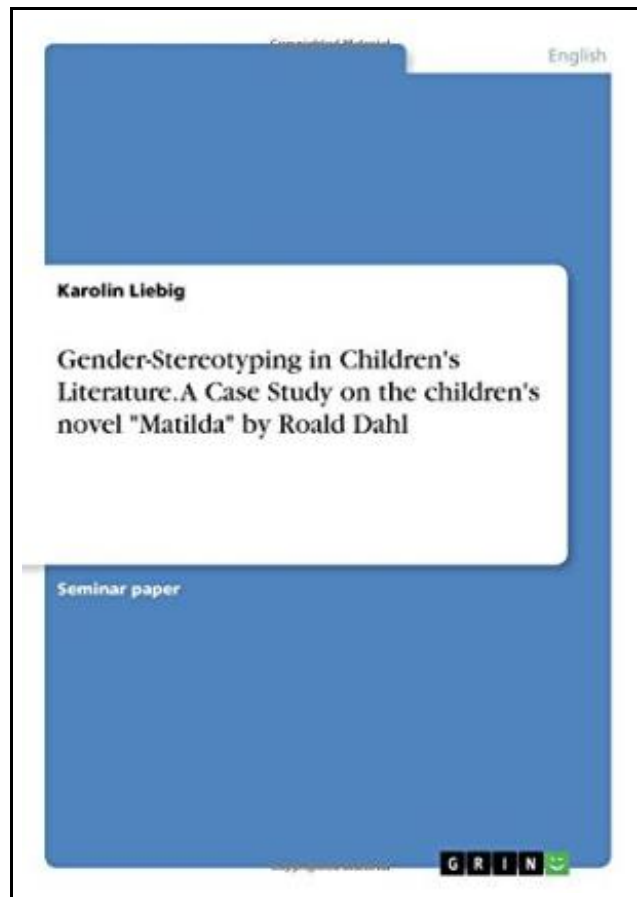 English
Karolin Liebig
Gender-Stereotyping in Children's
Literature. A Case Study on the children's
novel "Matilda" by Roald Dahl
Seminar paper
GRIN